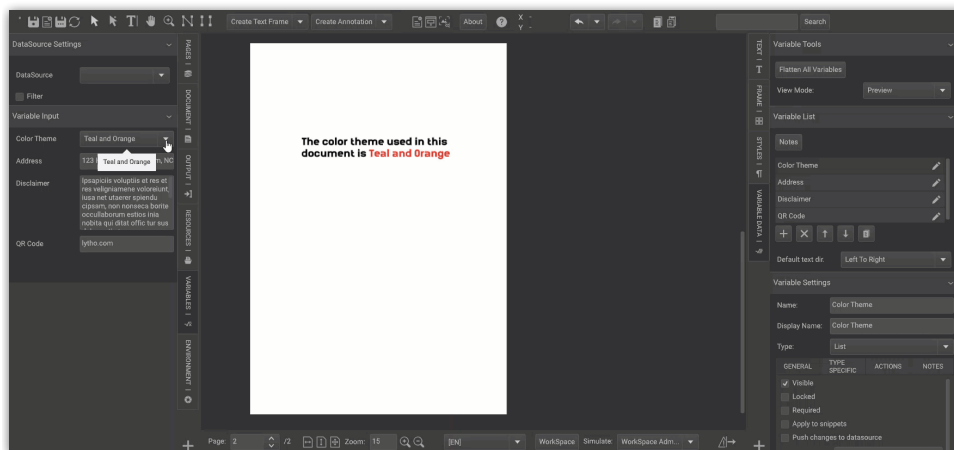 Create Text Frame
Create Annotation
About
X -
Y -
Search
DataSource Settings
DataSource
Filter
Variable Input
Color Theme
Teal and Orange
Teal and Orange
Address
123
m, NC
Disclaimer
Ipsapiciis voluptiis et res et
res veligniamene voloreiunt,
iusa net utaerer spiendu
cipsam, non nonseca borite
occullaborum estios inia
nobita qui ditat offic tur sus
QR Code
lytho.com
PAGES
DOCUMENT
OUTPUT
RESOURCES
VARIABLES
ENVIRONMENT
The color theme used in this
document is Teal and Orange
Page:
2
/2
Zoom:
15
[EN]
WorkSpace
Simulate:
WorkSpace Adm...
TEXT
FRAME
STYLES
VARIABLE DATA
Variable Tools
Flatten All Variables
View Mode:
Preview
Variable List
Notes
Color Theme
Address
Disclaimer
QR Code
Default text dir.
Left To Right
Variable Settings
Name:
Color Theme
Display Name:
Color Theme
Type:
List
GENERAL
TYPE SPECIFIC
ACTIONS
NOTES
Visible
Locked
Required
Apply to snippets
Push changes to datasource